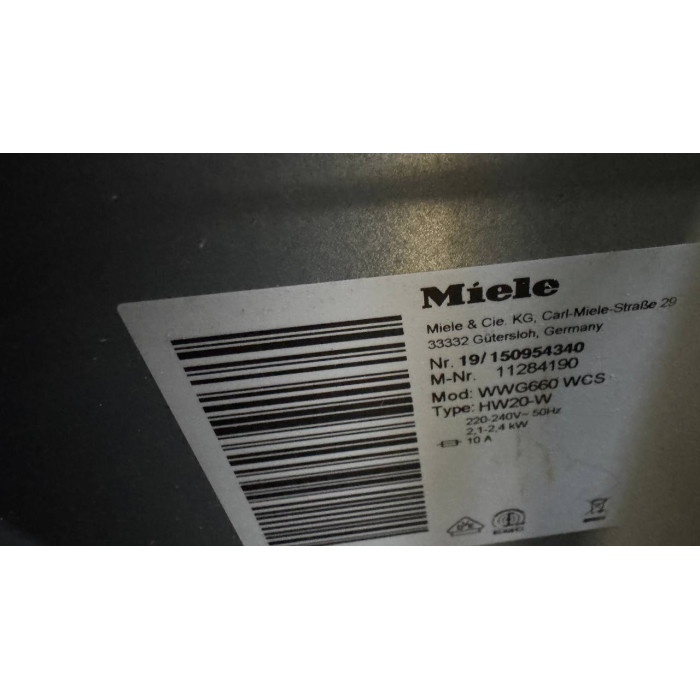 Miele
Miele & Cie. KG, Carl-Miele-Straße 29
33332 Gütersloh, Germany
Nr. 19/150954340
M-Nr. 11284190
Mod: WWG660 WCS
Type: HW20-W
220-240V~ 50Hz
2,1-2,4 kW
10 A